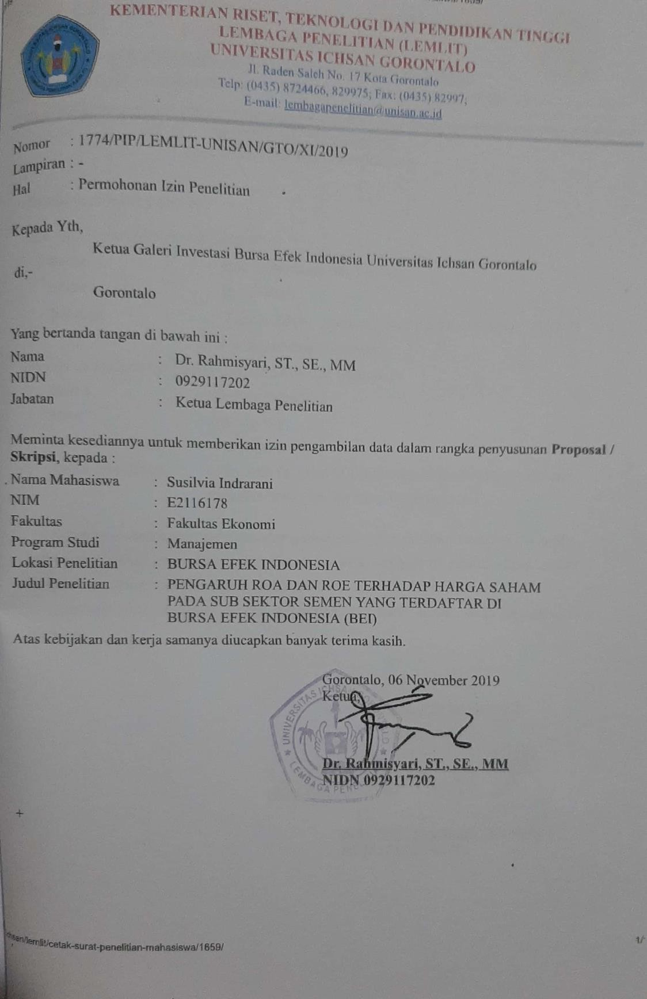 KEMENTERIAN RISET, TEKNOLOGI DAN PENDIDIKAN TINGGI
LEMBAGA PENELITIAN (LEMLIT)
UNIVERSITAS ICHSAN GORONTALO
Jl. Raden Saleh No. 17 Kota Gorontalo
Telp: (0435) 8724466, 829975; Fax: (0435) 82997;
E-mail: lembagapenelitian@unisan.ac.id
Nomor : 1774/PIP/LEMLIT-UNISAN/GTO/XI/2019
Lampiran : -
Hal : Permohonan Izin Penelitian
Kepada Yth,
Ketua Galeri Investasi Bursa Efek Indonesia Universitas Ichsan Gorontalo
di,-
Gorontalo
Yang bertanda tangan di bawah ini :
Nama : Dr. Rahmisyari, ST., SE., MM
NIDN : 0929117202
Jabatan : Ketua Lembaga Penelitian
Meminta kesediannya untuk memberikan izin pengambilan data dalam rangka penyusunan Proposal /
Skripsi, kepada :
Nama Mahasiswa : Susilvia Indrarani
NIM : E2116178
Fakultas : Fakultas Ekonomi
Program Studi : Manajemen
Lokasi Penelitian : BURSA EFEK INDONESIA
Judul Penelitian : PENGARUH ROA DAN ROE TERHADAP HARGA SAHAM
PADA SUB SEKTOR SEMEN YANG TERDAFTAR DI
BURSA EFEK INDONESIA (BEI)
Atas kebijakan dan kerja samanya diucapkan banyak terima kasih.
Gorontalo, 06 November 2019
Ketua,
UNIVERSITAS ICHSAN
LEMBAGA
Dr. Rahmisyari, ST., SE., MM
NIDN 0929117202
/lemlit/cetak-surat-penelitian-mahasiswa/1659/
1/